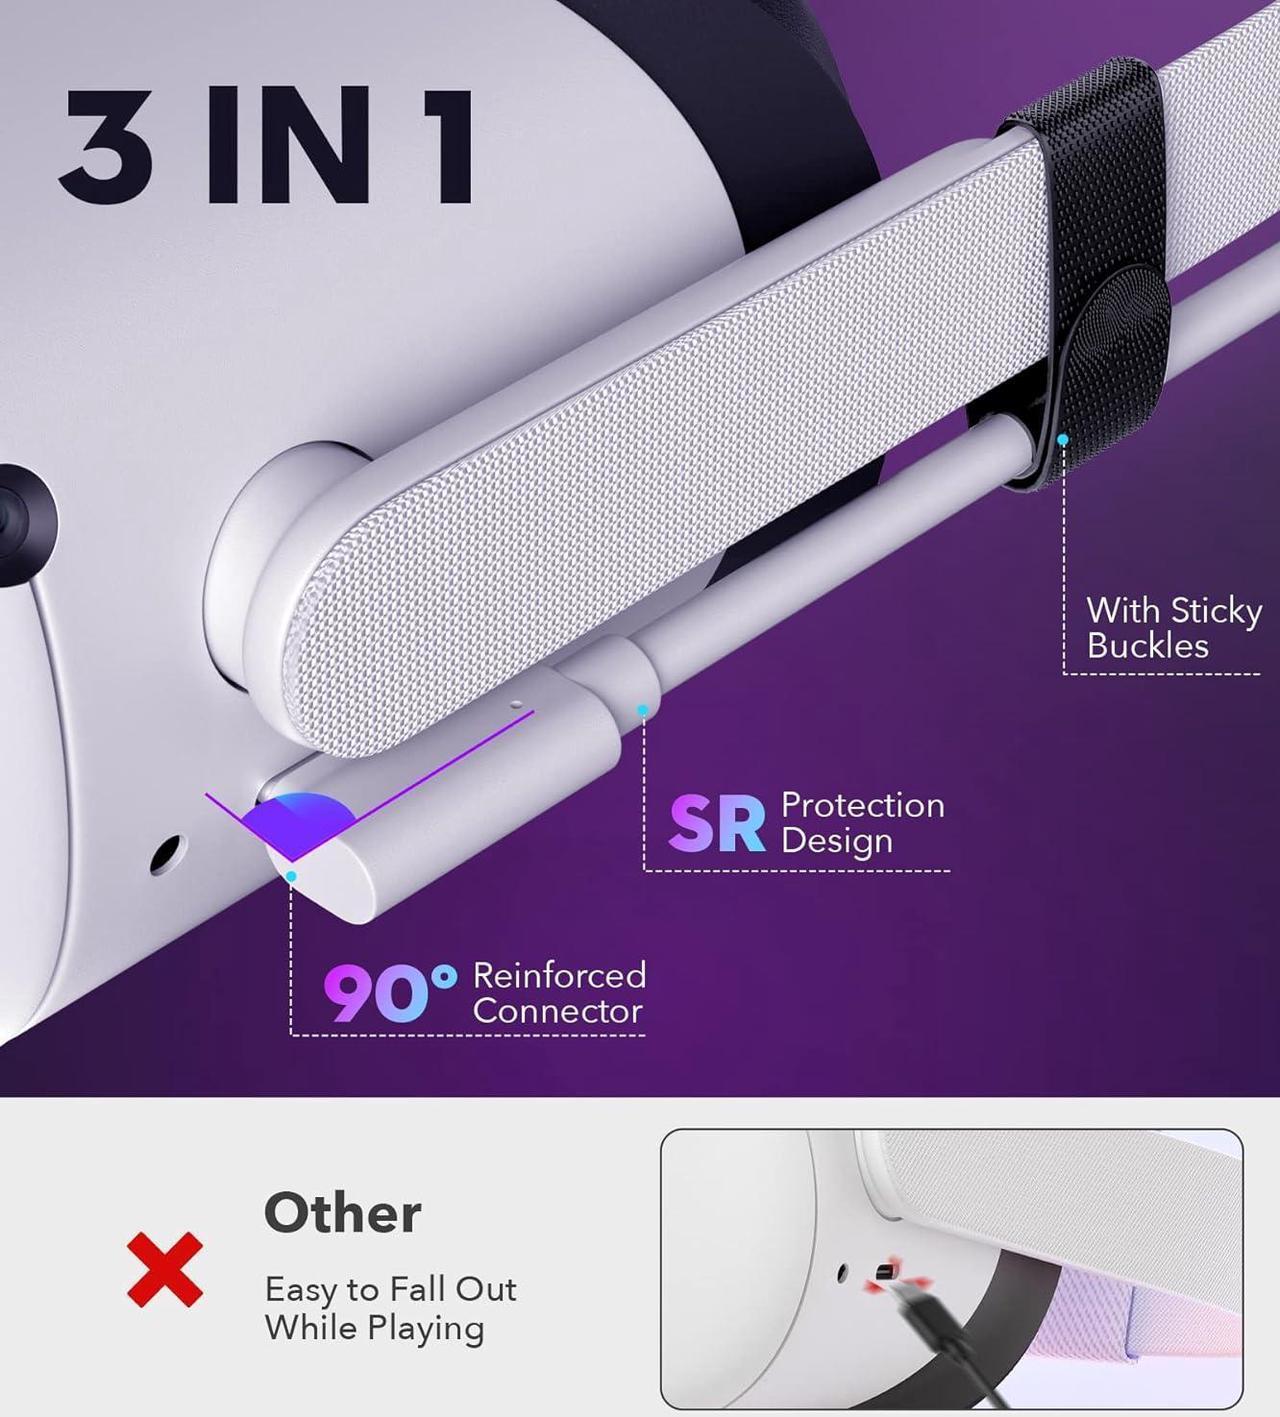 3 IN 1
With Sticky
Buckles
SR Protection
Design
90° Reinforced
Connector
Other
Easy to Fall Out
While Playing